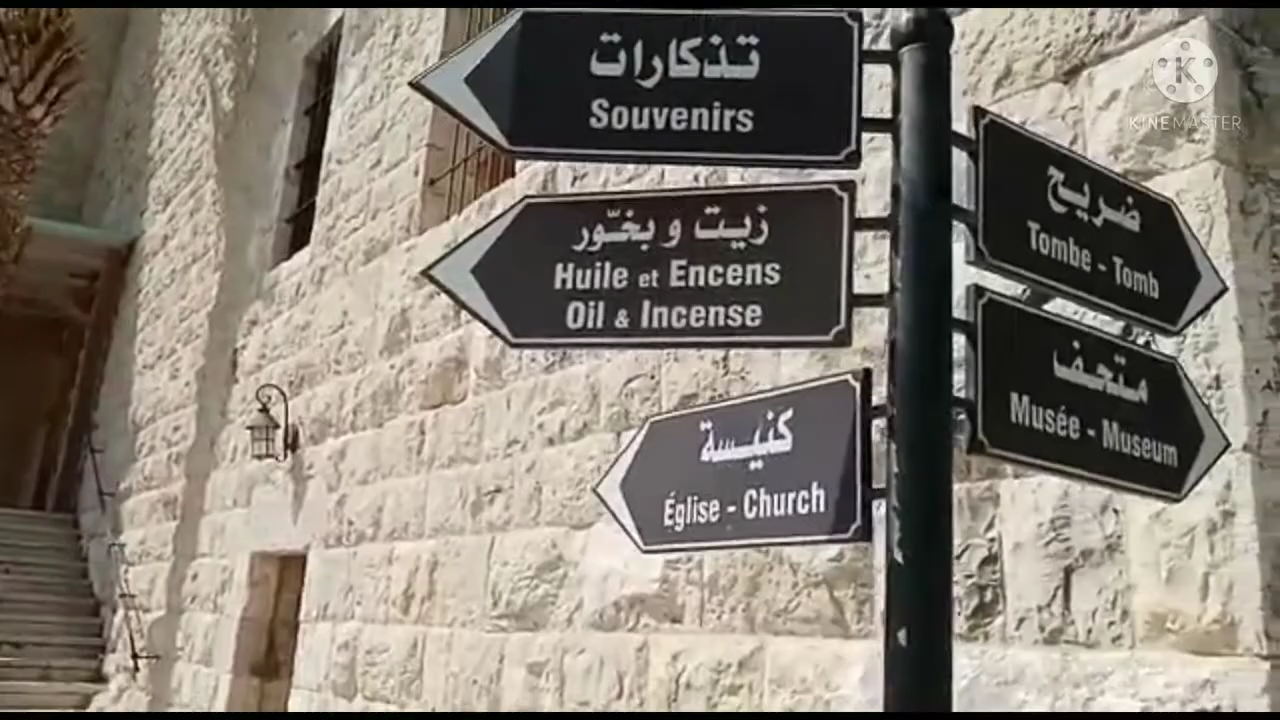 تذكارات
Souvenirs
زيت و بخّور
Huile et Encens
Oil & Incense
كنيسة
Église - Church
ضريح
Tombe - Tomb
متحف
Musée - Museum
K
KINEMASTER